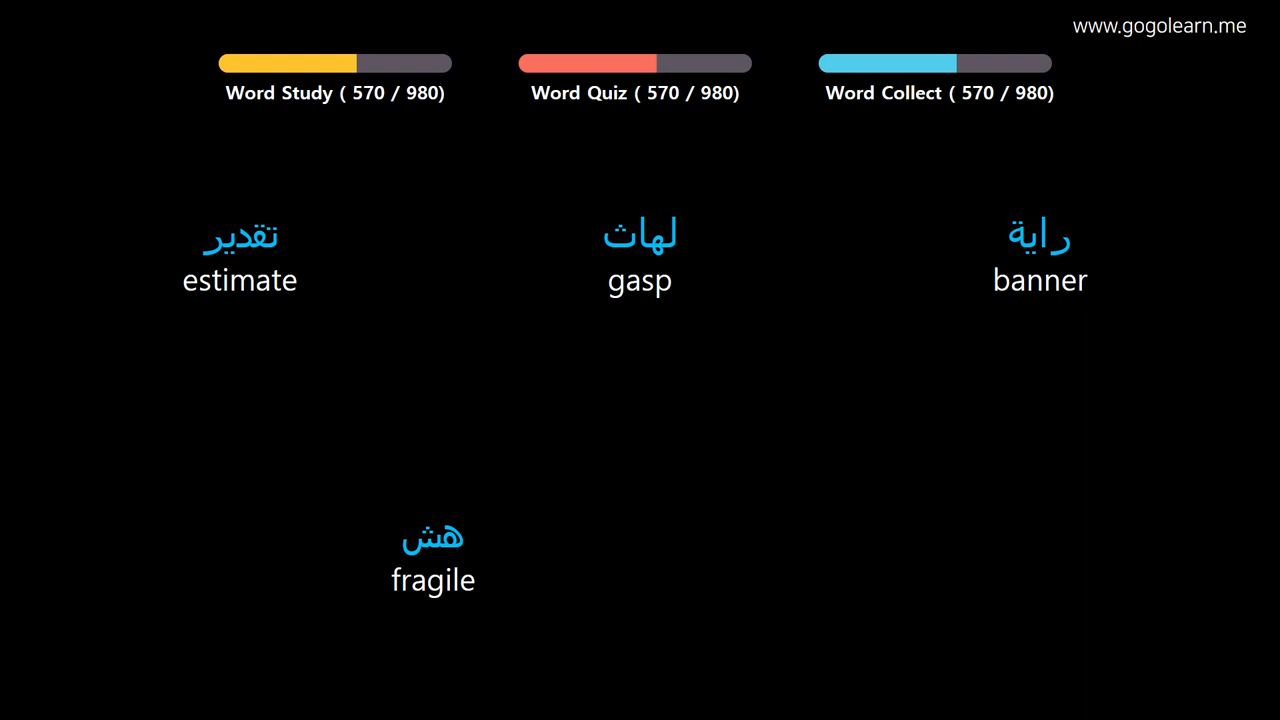 www.gogolearn.me
Word Study ( 570 / 980)
Word Quiz ( 570 / 980)
Word Collect ( 570 / 980)
تقدير
estimate
لهاث
gasp
راية
banner
هش
fragile